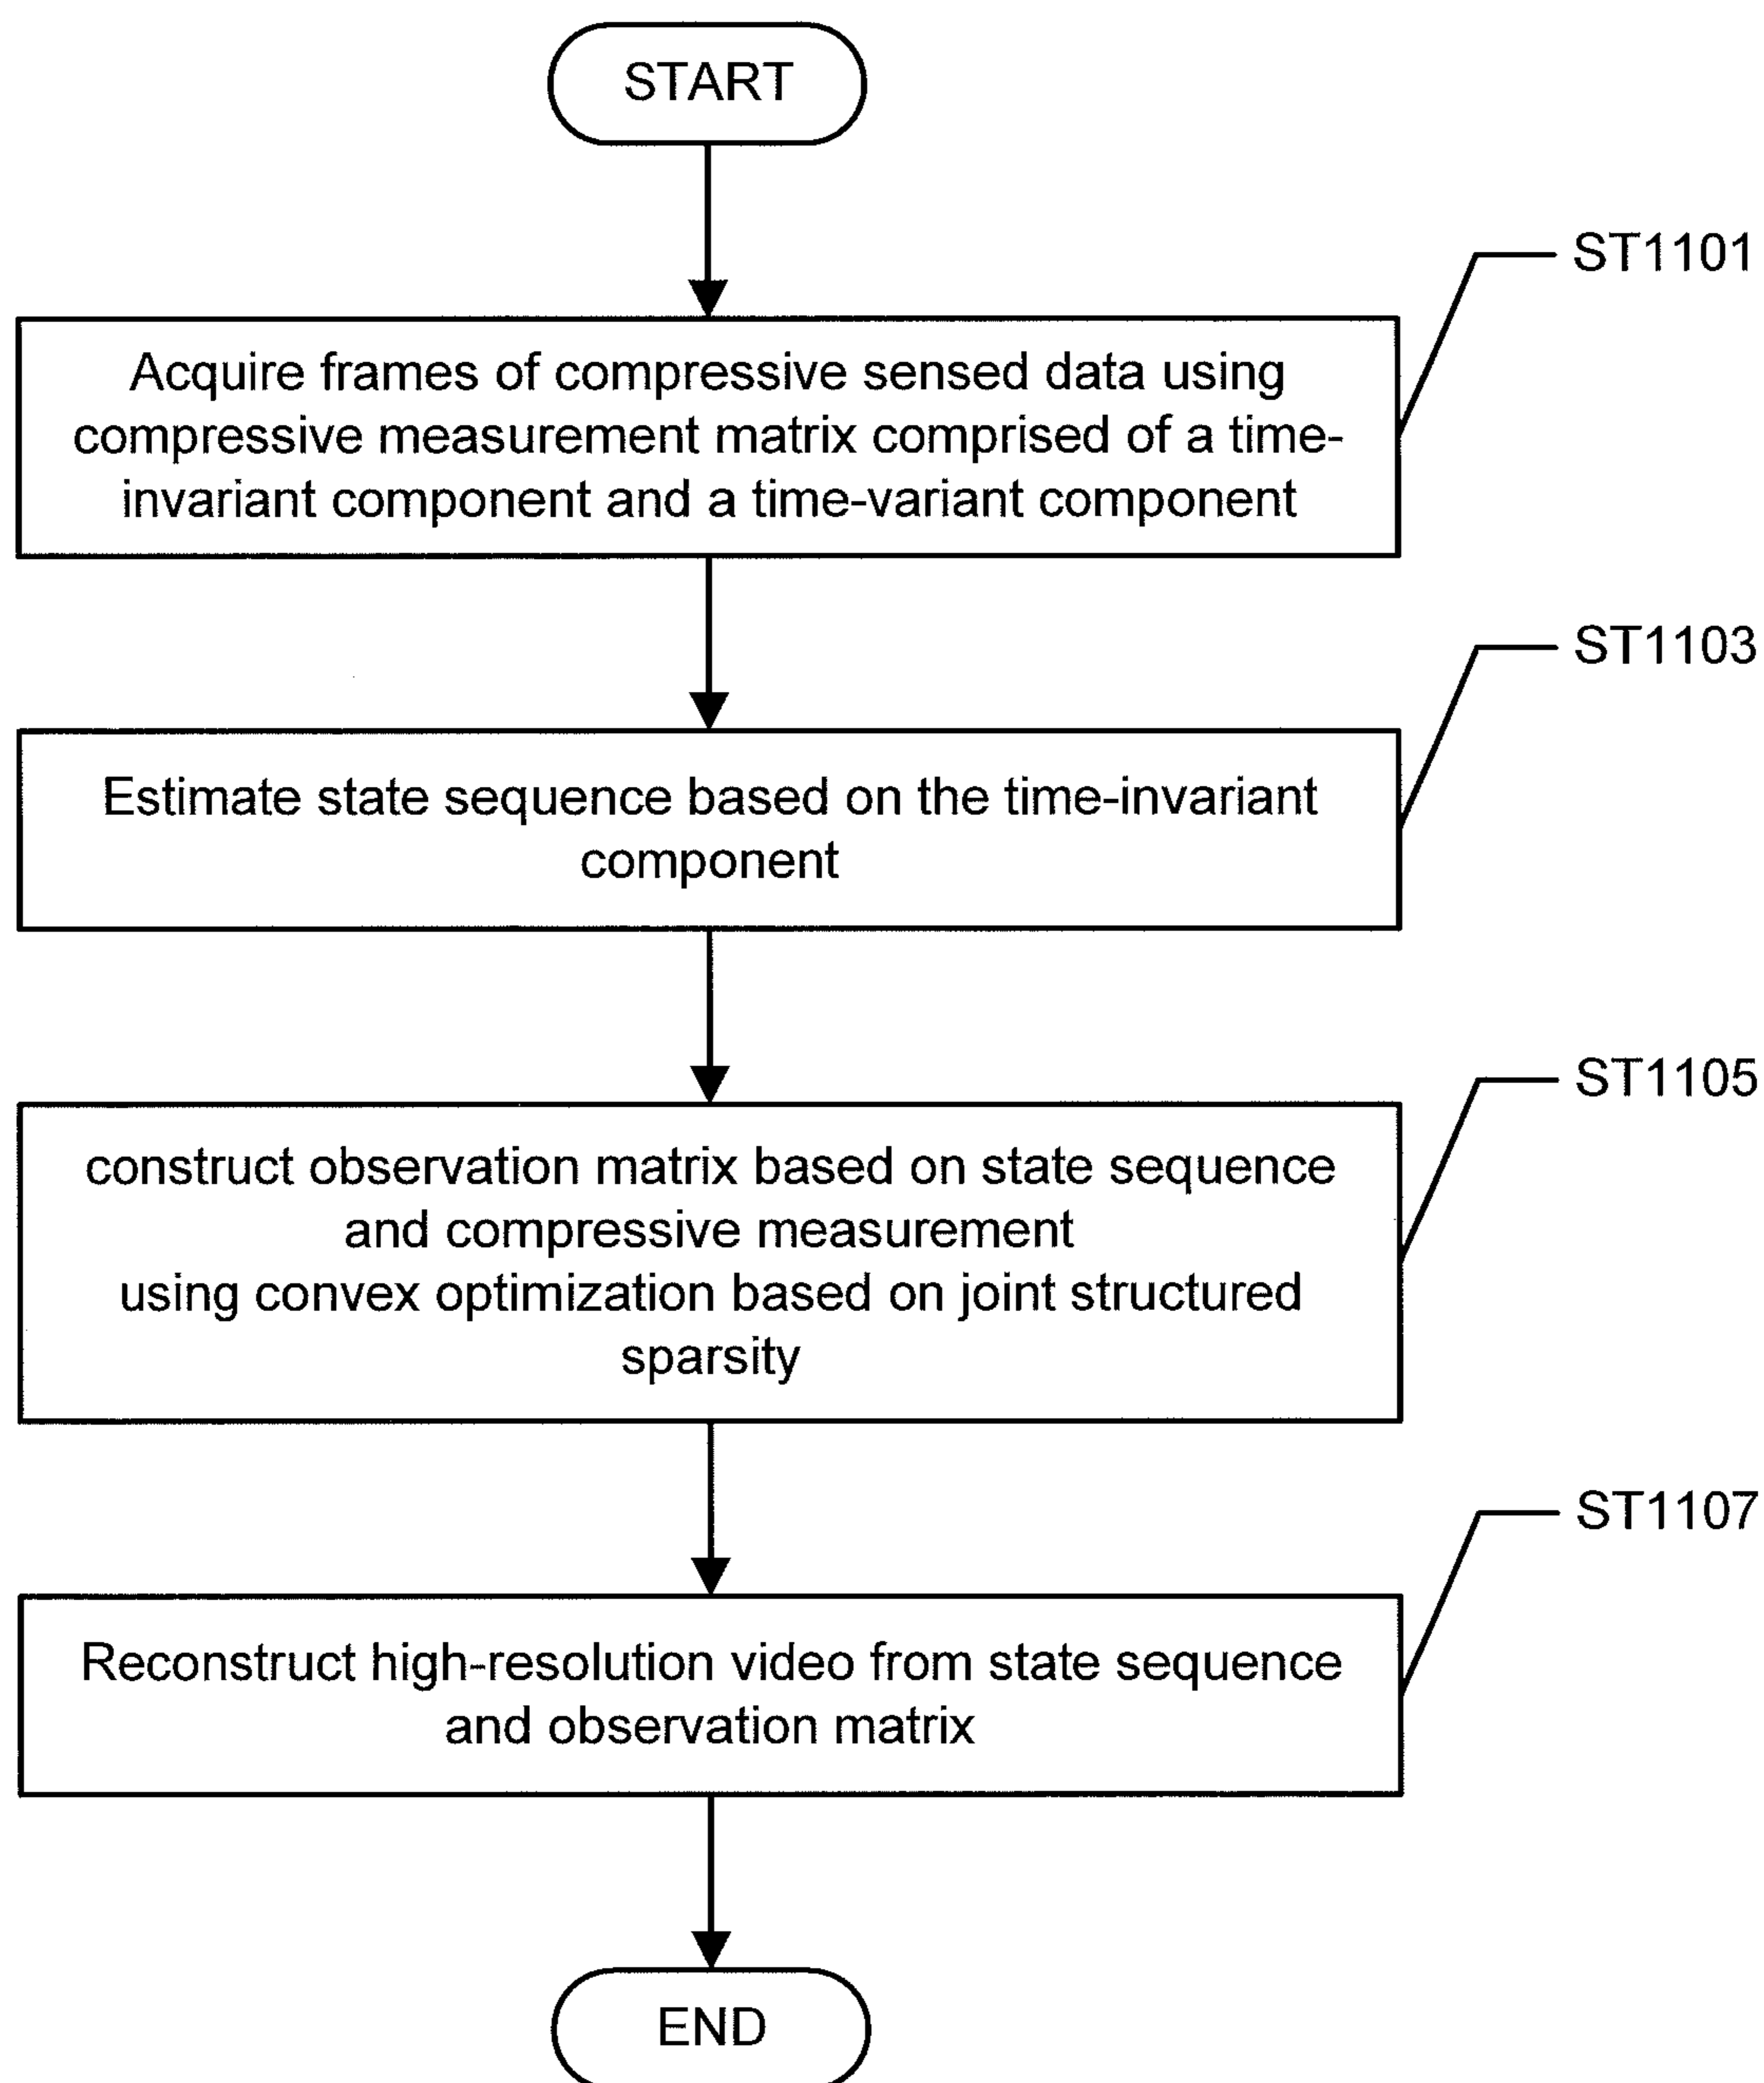 START
ST1101
Acquire frames of compressive sensed data using
compressive measurement matrix comprised of a time-
invariant component and a time-variant component
ST1103
Estimate state sequence based on the time-invariant
component
ST1105
construct observation matrix based on state sequence
and compressive measurement
using convex optimization based on joint structured
sparsity
ST1107
Reconstruct high-resolution video from state sequence
and observation matrix
END